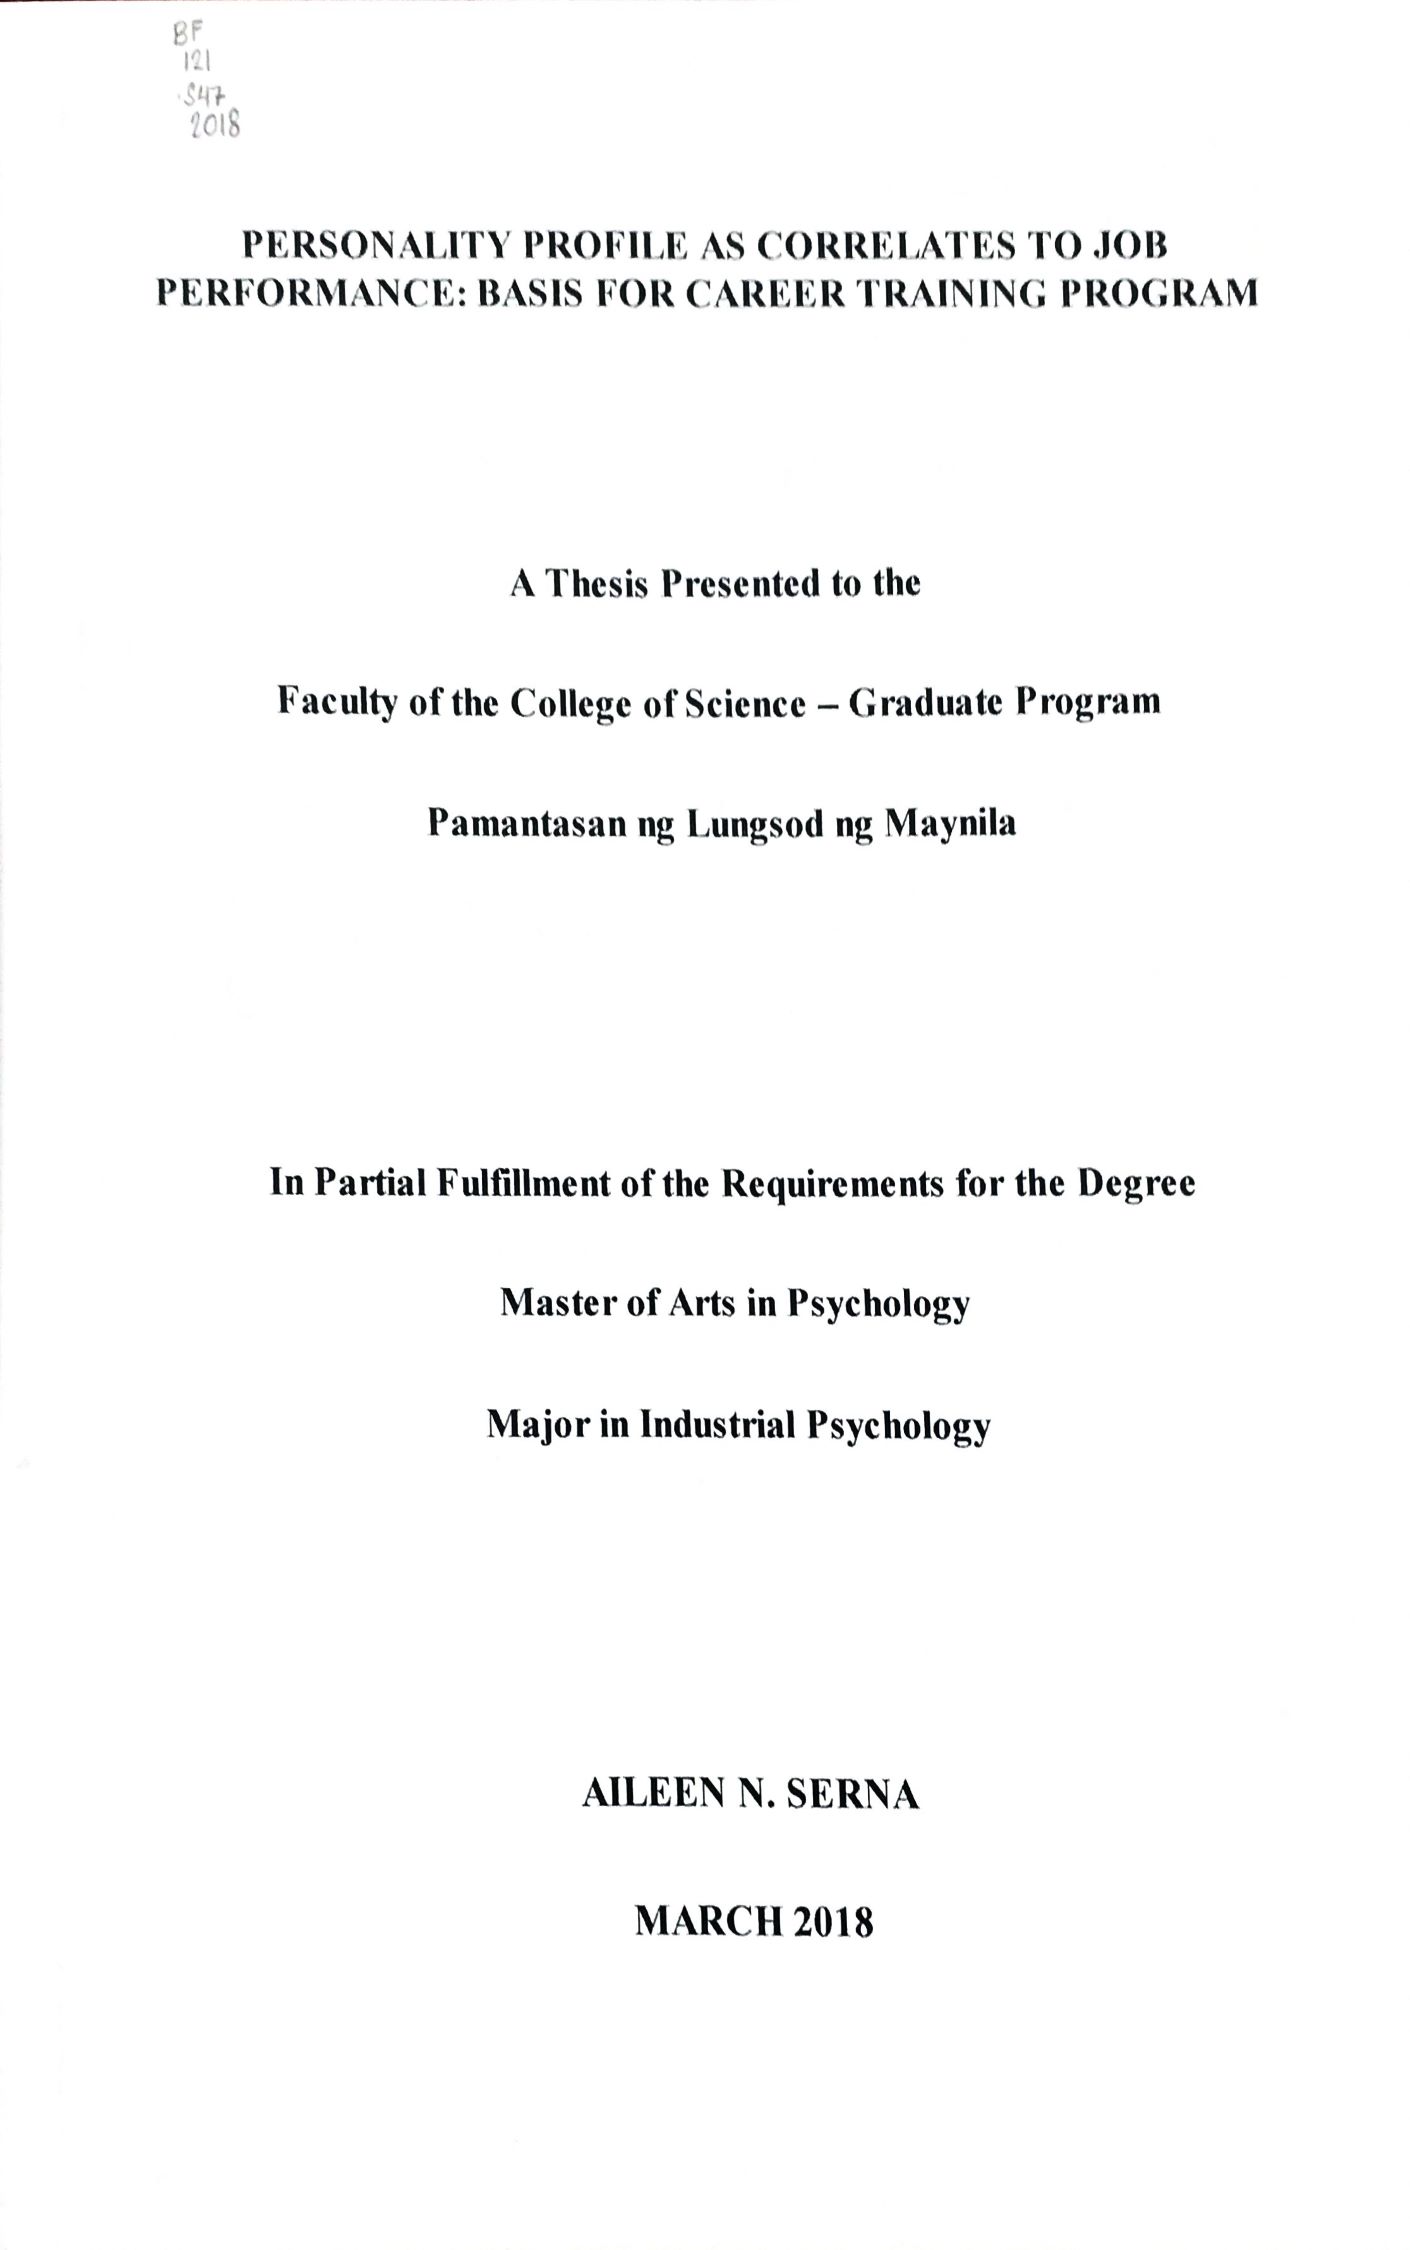 BF
121
.S47
2018
PERSONALITY PROFILE AS CORRELATES TO JOB
PERFORMANCE: BASIS FOR CAREER TRAINING PROGRAM
A Thesis Presented to the
Faculty of the College of Science – Graduate Program
Pamantasan ng Lungsod ng Maynila
In Partial Fulfillment of the Requirements for the Degree
Master of Arts in Psychology
Major in Industrial Psychology
AILEEN N. SERNA
MARCH 2018